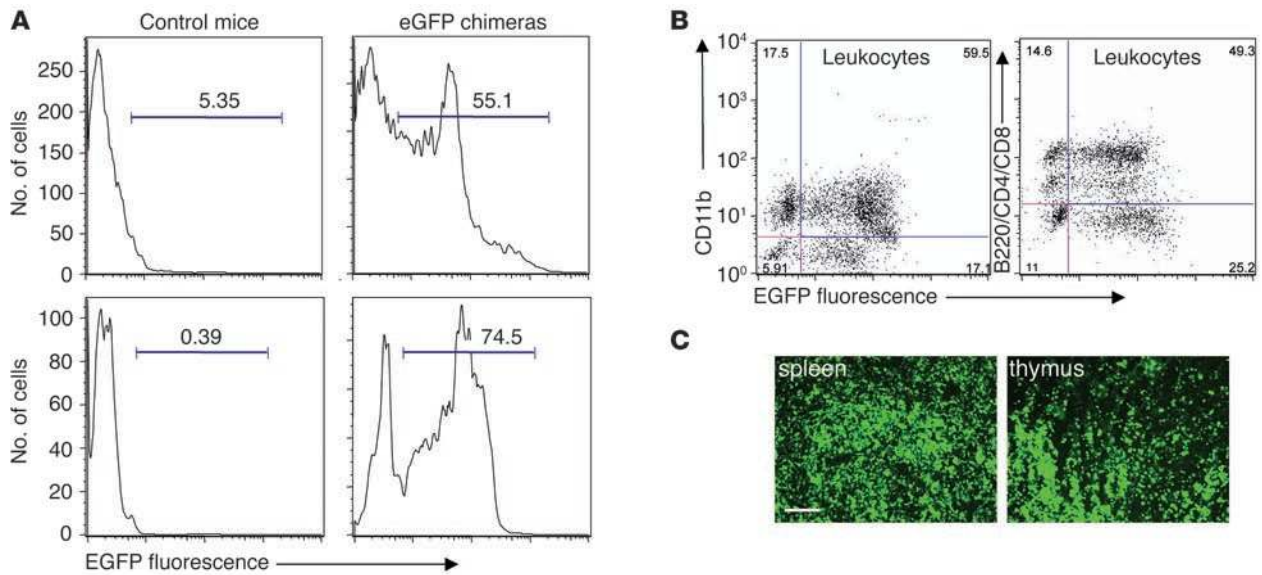 A
Control mice
eGFP chimeras
No. of cells
250
200
150
100
50
0
5.35
55.1
No. of cells
100
80
60
40
20
0
0.39
74.5
EGFP fluorescence
B
CD11b
10⁴
10³
10²
10¹
10⁰
17.5
Leukocytes
59.5
5.91
17.1
B220/CD4/CD8
14.6
Leukocytes
49.3
11
25.2
EGFP fluorescence
C
spleen
thymus